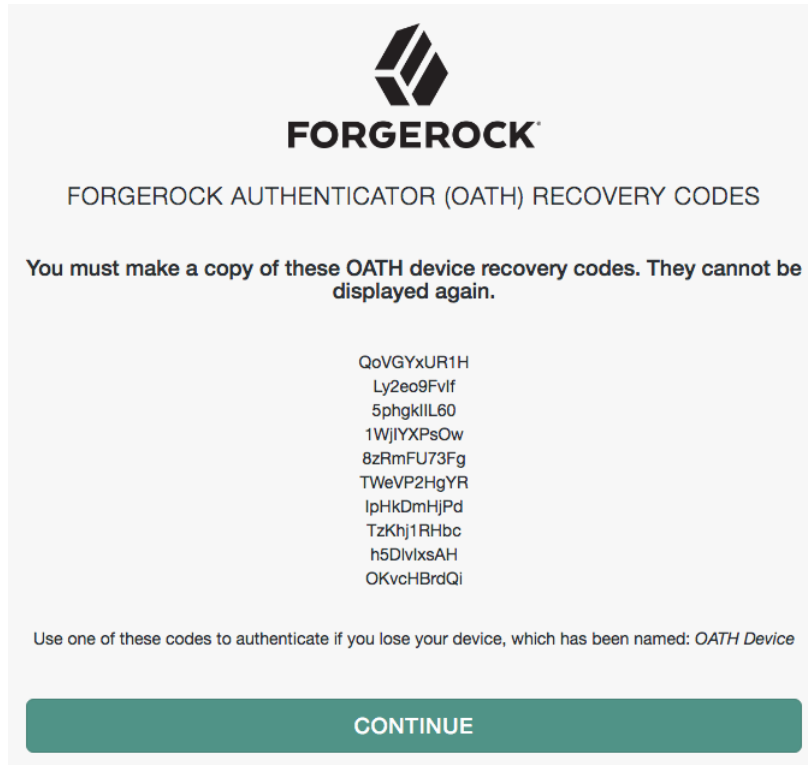 FORGEROCK
FORGEROCK AUTHENTICATOR (OATH) RECOVERY CODES
You must make a copy of these OATH device recovery codes. They cannot be
displayed again.
QoVGYxUR1H
Ly2eo9Fvlf
5phgkIIL60
1WjIYXPsOw
8zRmFU73Fg
TWeVP2HgYR
IpHkDmHjPd
TzKhj1RHbc
h5DlvlxsAH
OKvcHBrdQi
Use one of these codes to authenticate if you lose your device, which has been named: OATH Device
CONTINUE